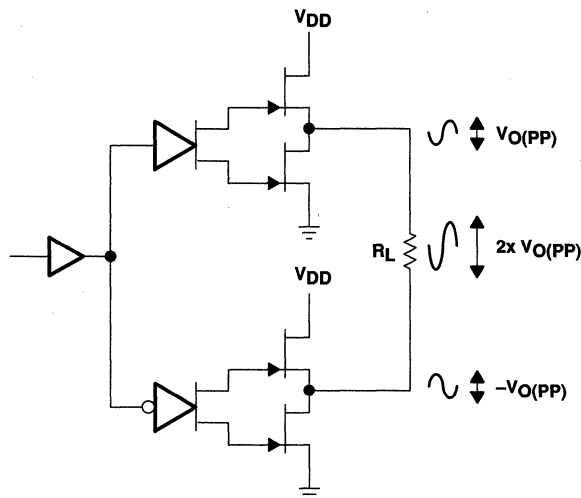 VDD
VO(PP)
RL
2x VO(PP)
VDD
–VO(PP)